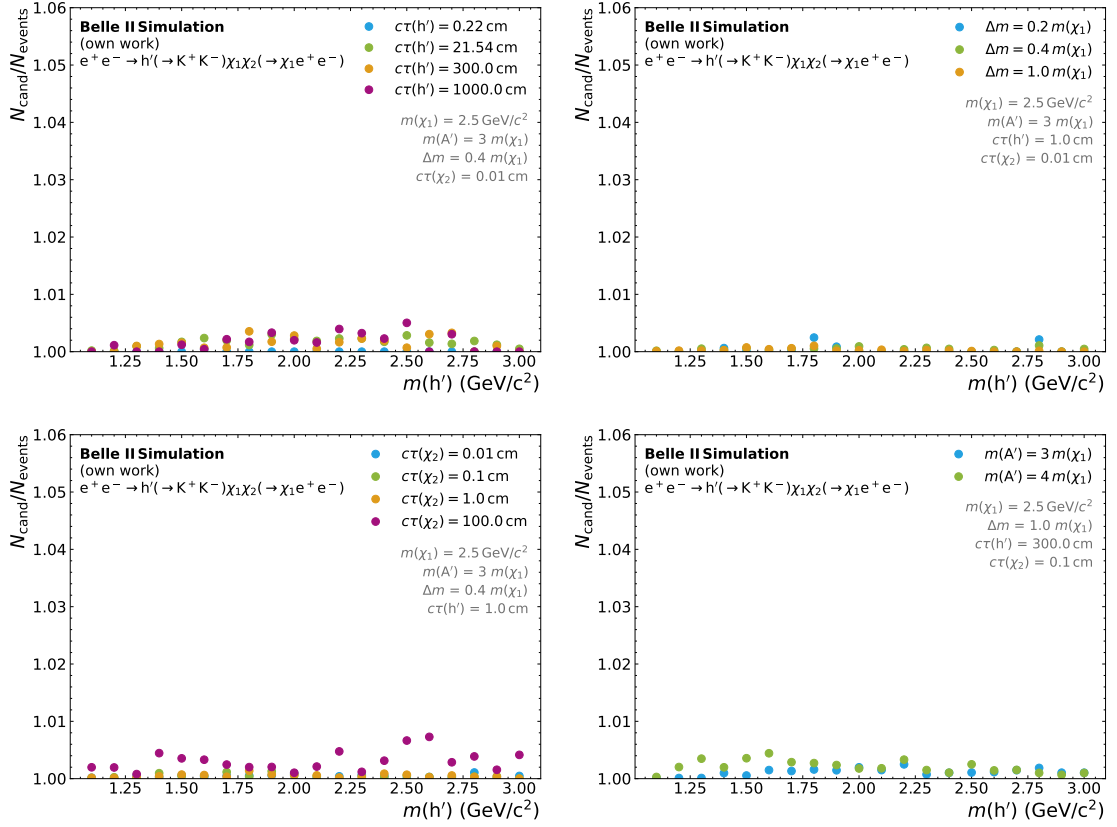 Belle II Simulation
(own work)
e⁺e⁻ → h′(→ K⁺K⁻)χ₁χ₂(→ χ₁e⁺e⁻)
cτ(h′) = 0.22 cm
cτ(h′) = 21.54 cm
cτ(h′) = 300.0 cm
cτ(h′) = 1000.0 cm
m(χ₁) = 2.5 GeV/c²
m(A′) = 3 m(χ₁)
Δm = 0.4 m(χ₁)
cτ(χ₂) = 0.01 cm
N_cand/N_events
1.06
1.05
1.04
1.03
1.02
1.01
1.00
1.25 1.50 1.75 2.00 2.25 2.50 2.75 3.00
m(h′) (GeV/c²)
Belle II Simulation
(own work)
e⁺e⁻ → h′(→ K⁺K⁻)χ₁χ₂(→ χ₁e⁺e⁻)
Δm = 0.2 m(χ₁)
Δm = 0.4 m(χ₁)
Δm = 1.0 m(χ₁)
m(χ₁) = 2.5 GeV/c²
m(A′) = 3 m(χ₁)
cτ(h′) = 1.0 cm
cτ(χ₂) = 0.01 cm
N_cand/N_events
1.06
1.05
1.04
1.03
1.02
1.01
1.00
1.25 1.50 1.75 2.00 2.25 2.50 2.75 3.00
m(h′) (GeV/c²)
Belle II Simulation
(own work)
e⁺e⁻ → h′(→ K⁺K⁻)χ₁χ₂(→ χ₁e⁺e⁻)
cτ(χ₂) = 0.01 cm
cτ(χ₂) = 0.1 cm
cτ(χ₂) = 1.0 cm
cτ(χ₂) = 100.0 cm
m(χ₁) = 2.5 GeV/c²
m(A′) = 3 m(χ₁)
Δm = 0.4 m(χ₁)
cτ(h′) = 1.0 cm
N_cand/N_events
1.06
1.05
1.04
1.03
1.02
1.01
1.00
1.25 1.50 1.75 2.00 2.25 2.50 2.75 3.00
m(h′) (GeV/c²)
Belle II Simulation
(own work)
e⁺e⁻ → h′(→ K⁺K⁻)χ₁χ₂(→ χ₁e⁺e⁻)
m(A′) = 3 m(χ₁)
m(A′) = 4 m(χ₁)
m(χ₁) = 2.5 GeV/c²
Δm = 1.0 m(χ₁)
cτ(h′) = 300.0 cm
cτ(χ₂) = 0.1 cm
N_cand/N_events
1.06
1.05
1.04
1.03
1.02
1.01
1.00
1.25 1.50 1.75 2.00 2.25 2.50 2.75 3.00
m(h′) (GeV/c²)